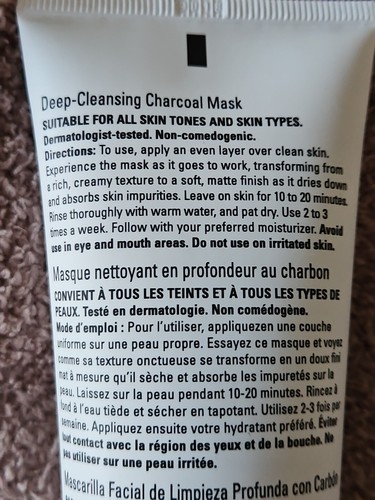 Deep-Cleansing Charcoal Mask
SUITABLE FOR ALL SKIN TONES AND SKIN TYPES.
Dermatologist-tested. Non-comedogenic.
Directions: To use, apply an even layer over clean skin.
Experience the mask as it goes to work, transforming from
a rich, creamy texture to a soft, matte finish as it dries down
and absorbs skin impurities. Leave on skin for 10 to 20 minutes.
Rinse thoroughly with warm water, and pat dry. Use 2 to 3
times a week. Follow with your preferred moisturizer. Avoid
use in eye and mouth areas. Do not use on irritated skin.
Masque nettoyant en profondeur au charbon
CONVIENT À TOUS LES TEINTS ET À TOUS LES TYPES DE
PEAUX. Testé en dermatologie. Non comédogène.
Mode d'emploi : Pour l'utiliser, appliquezen une couche
uniforme sur une peau propre. Essayez ce masque et voyez
comme sa texture onctueuse se transforme en un doux fini
mat à mesure qu'il sèche et absorbe les impuretés sur la
peau. Laissez sur la peau pendant 10-20 minutes. Rincez à
fond à l'eau tiède et sécher en tapotant. Utilisez 2-3 fois par
semaine. Appliquez ensuite votre hydratant préféré. Éviter
tout contact avec la région des yeux et de la bouche. Ne
pas utiliser sur une peau irritée.
Mascarilla Facial de Limpieza Profunda con Carbón